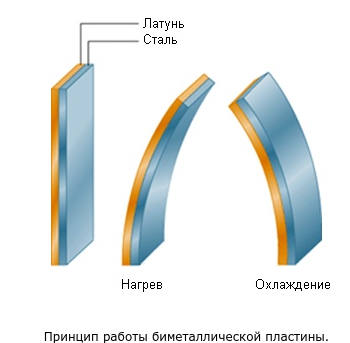 Латунь
Сталь
Нагрев
Охлаждение
Принцип работы биметаллической пластины.